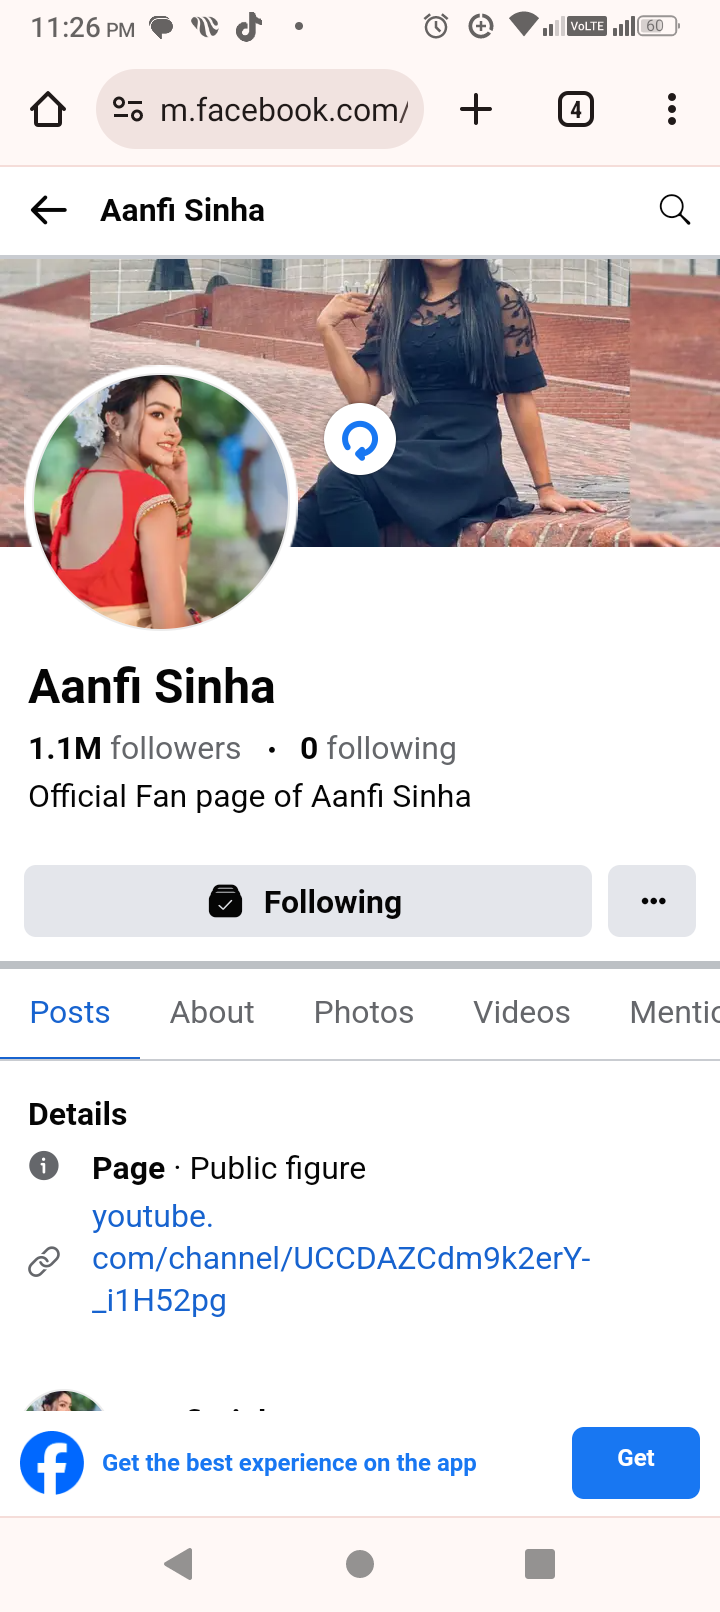 11:26 PM
VoLTE
60
m.facebook.com/
4
Aanfi Sinha
Aanfi Sinha
1.1M followers • 0 following
Official Fan page of Aanfi Sinha
Following
Posts About Photos Videos Mentio
Details
Page · Public figure
youtube.
com/channel/UCCDAZCdm9k2erY-
_i1H52pg
Get the best experience on the app
Get